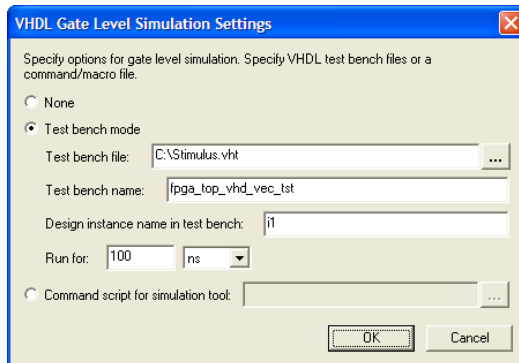 VHDL Gate Level Simulation Settings
Specify options for gate level simulation. Specify VHDL test bench files or a
command/macro file.
None
Test bench mode
Test bench file: C:\Stimulus.vht ...
Test bench name: fpga_top_vhd_vec_tst
Design instance name in test bench: i1
Run for: 100 ns
Command script for simulation tool: ...
OK Cancel